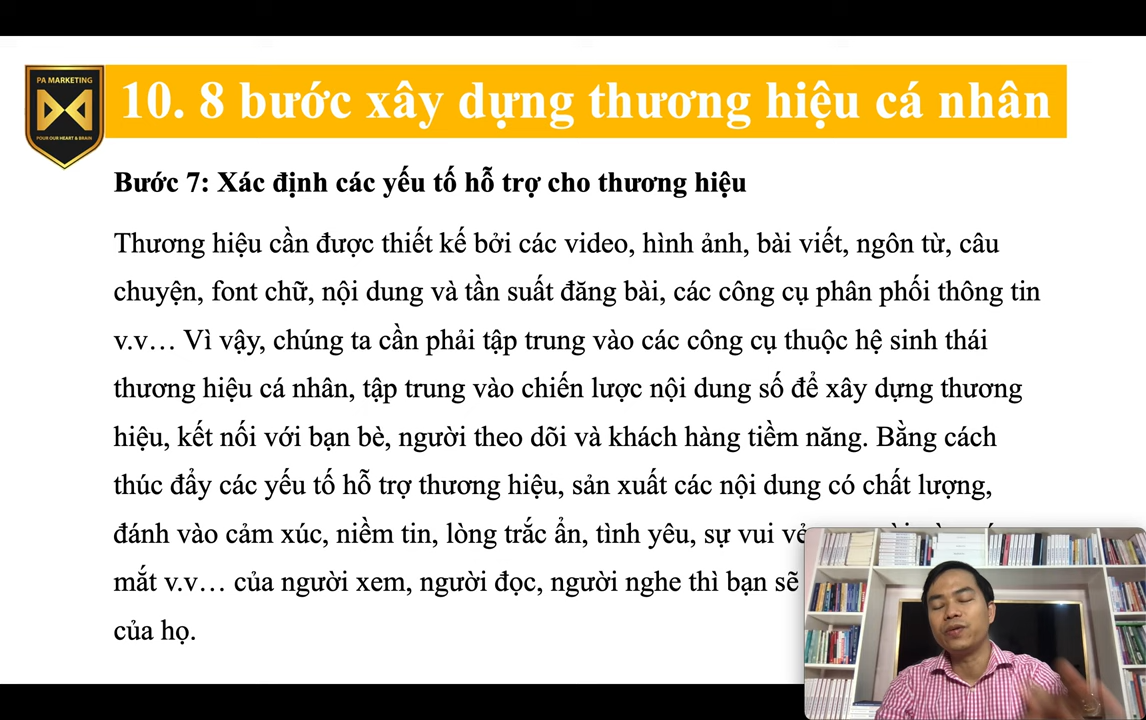 PA MARKETING
POUR OUR HEART & BRAIN
10. 8 bước xây dựng thương hiệu cá nhân
Bước 7: Xác định các yếu tố hỗ trợ cho thương hiệu
Thương hiệu cần được thiết kế bởi các video, hình ảnh, bài viết, ngôn từ, câu
chuyện, font chữ, nội dung và tần suất đăng bài, các công cụ phân phối thông tin
v.v… Vì vậy, chúng ta cần phải tập trung vào các công cụ thuộc hệ sinh thái
thương hiệu cá nhân, tập trung vào chiến lược nội dung số để xây dựng thương
hiệu, kết nối với bạn bè, người theo dõi và khách hàng tiềm năng. Bằng cách
thúc đẩy các yếu tố hỗ trợ thương hiệu, sản xuất các nội dung có chất lượng,
đánh vào cảm xúc, niềm tin, lòng trắc ẩn, tình yêu, sự vui vẻ
mắt v.v… của người xem, người đọc, người nghe thì bạn sẽ
của họ.